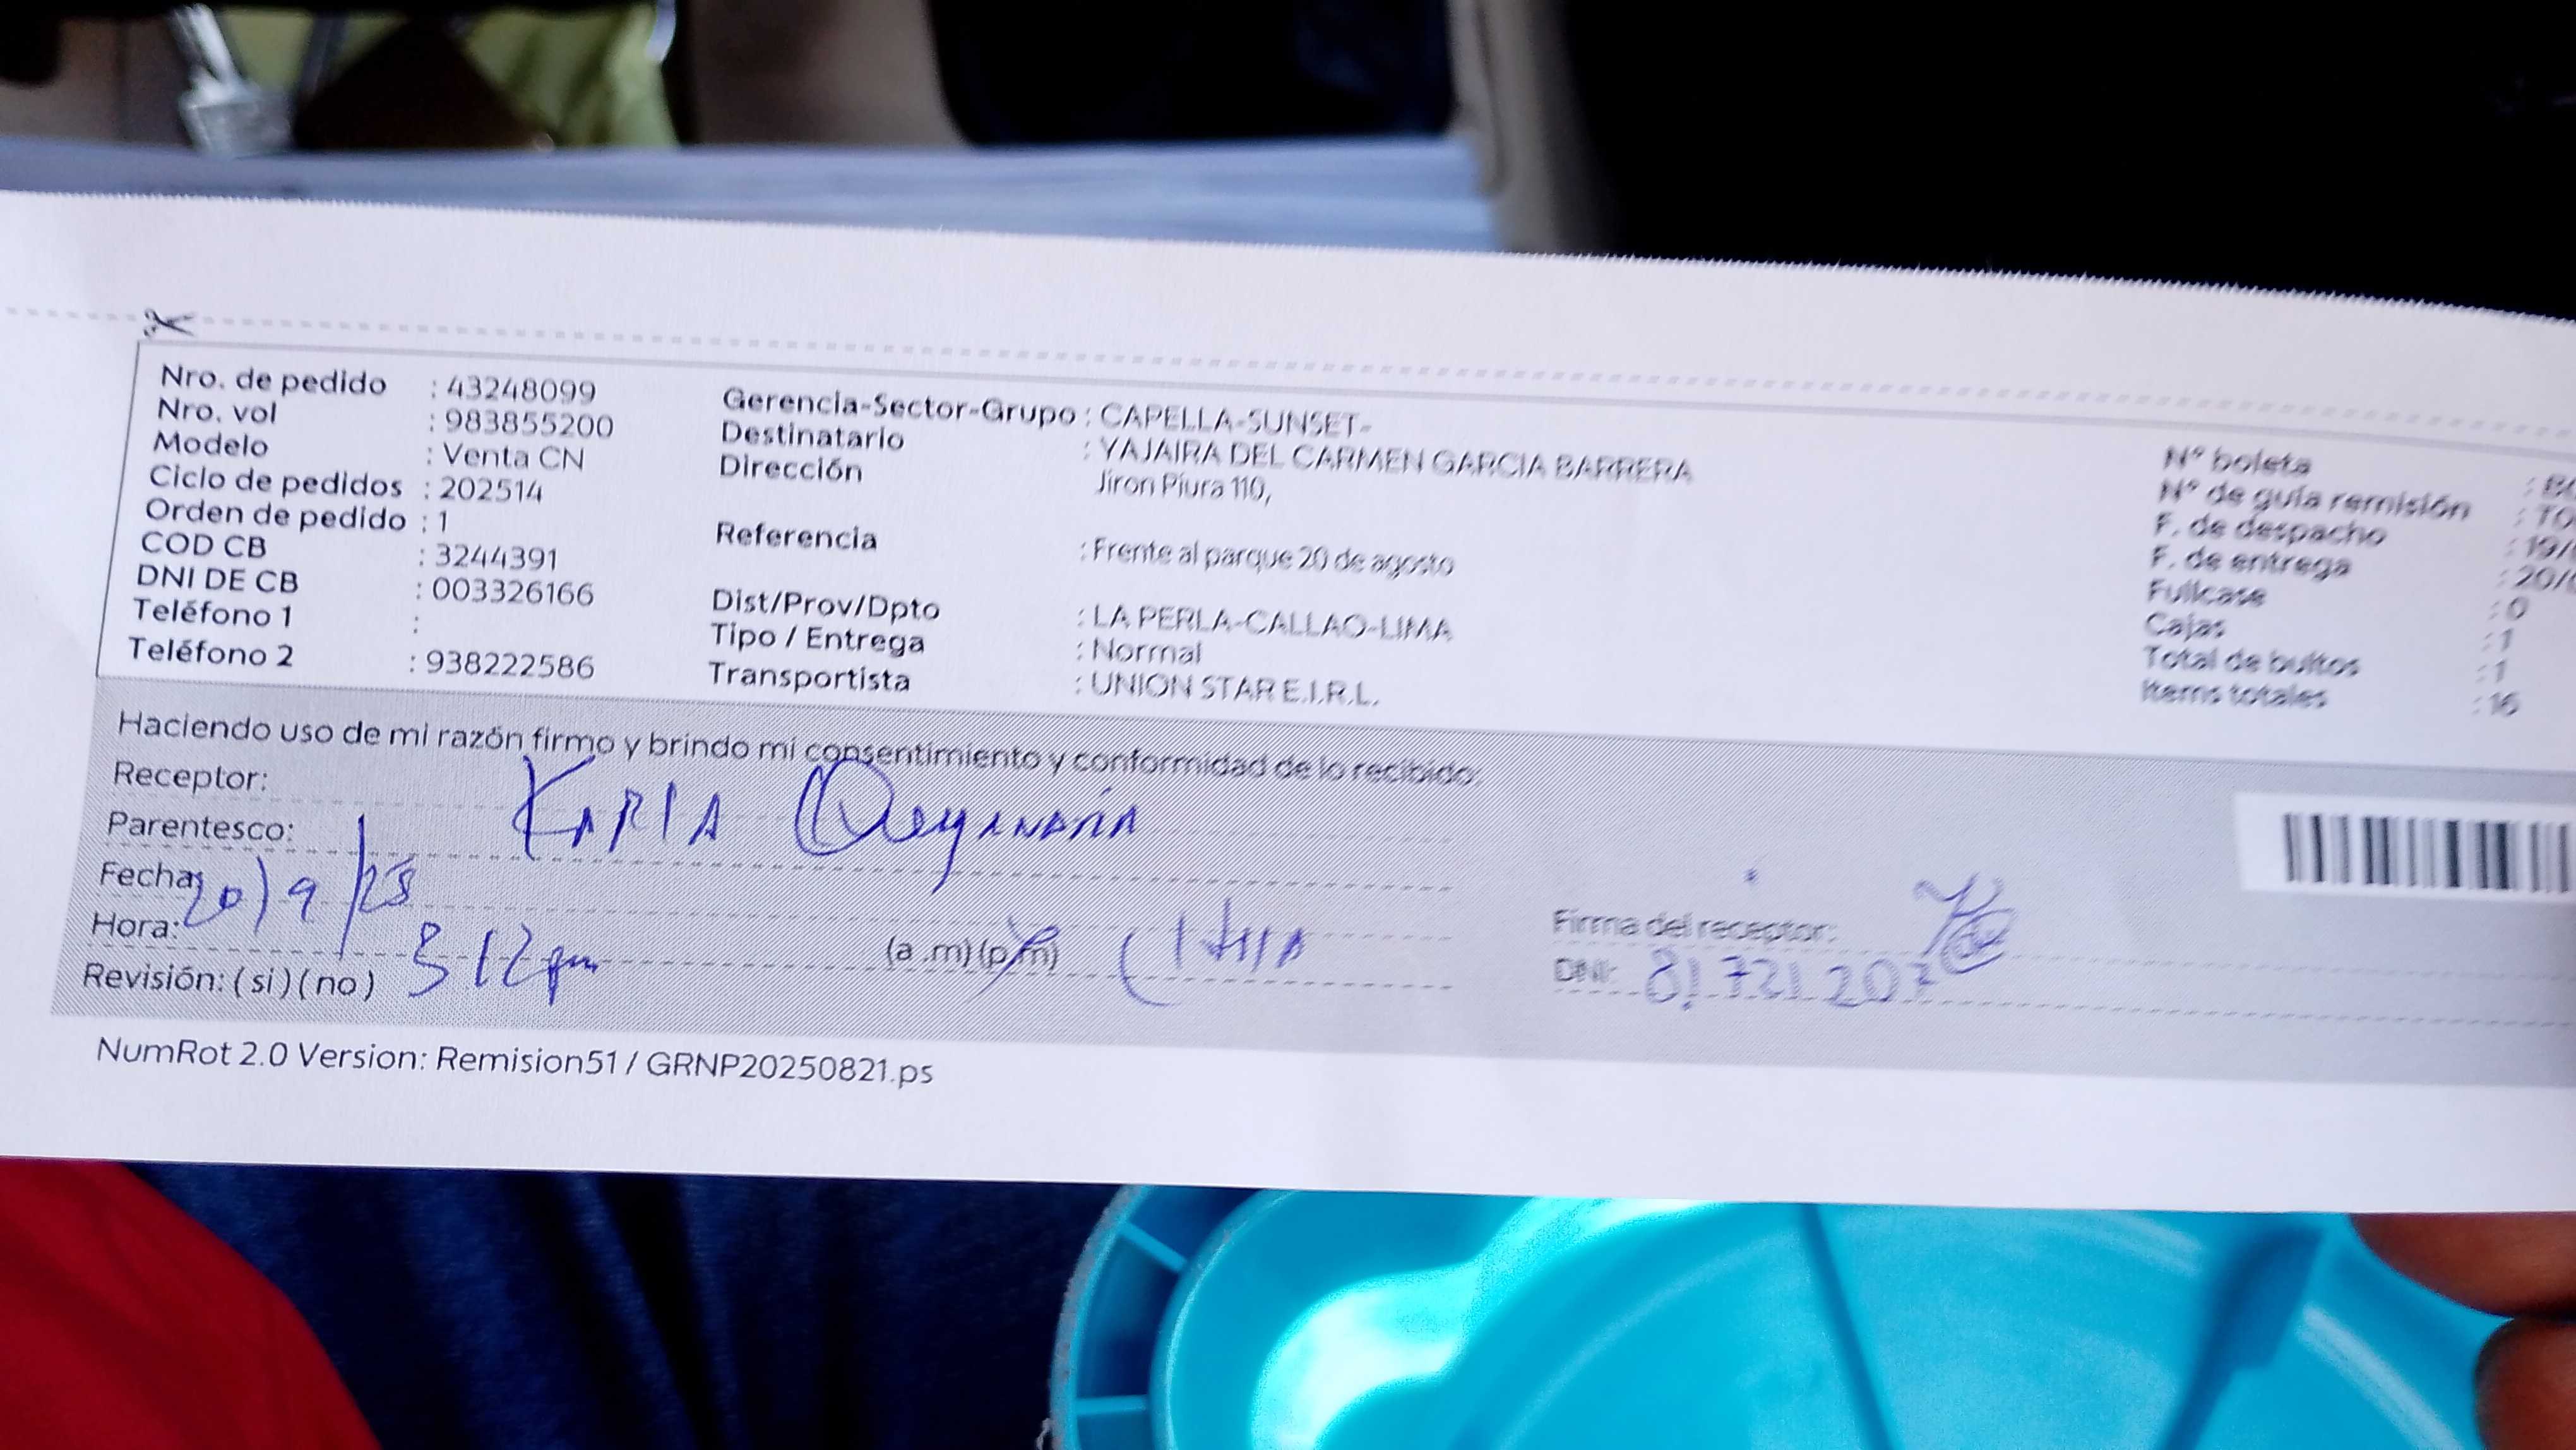 Nro. de pedido : 43248099
Nro. vol : 983855200
Modelo : Venta CN
Ciclo de pedidos : 202514
Orden de pedido : 1
COD CB : 3244391
DNI DE CB : 003326166
Teléfono 1 :
Teléfono 2 : 938222586
Gerencia-Sector-Grupo : CAPELLA-SUNSET-
Destinatario : YAJAIRA DEL CARMEN GARCIA BARRERA
Dirección Jiron Piura 110,
Referencia : Frente al parque 20 de agosto
Dist/Prov/Dpto : LA PERLA-CALLAO-LIMA
Tipo / Entrega : Normal
Transportista : UNION STAR E.I.R.L.
N° boleta
N° de guía remisión
F. de despacho : 19/
F. de entrega : 20/
Fullcase : 0
Cajas : 1
Total de bultos : 1
Items totales : 16
Haciendo uso de mi razón firmo y brindo mi consentimiento y conformidad de lo recibido.
Receptor: KARLA
Parentesco:
Fecha: 20/9/25
Hora: 3 12 pm (a .m) (p.m)
Revisión: ( si ) ( no )
Firma del receptor:
DNI:
NumRot 2.0 Version: Remision51 / GRNP20250821.ps